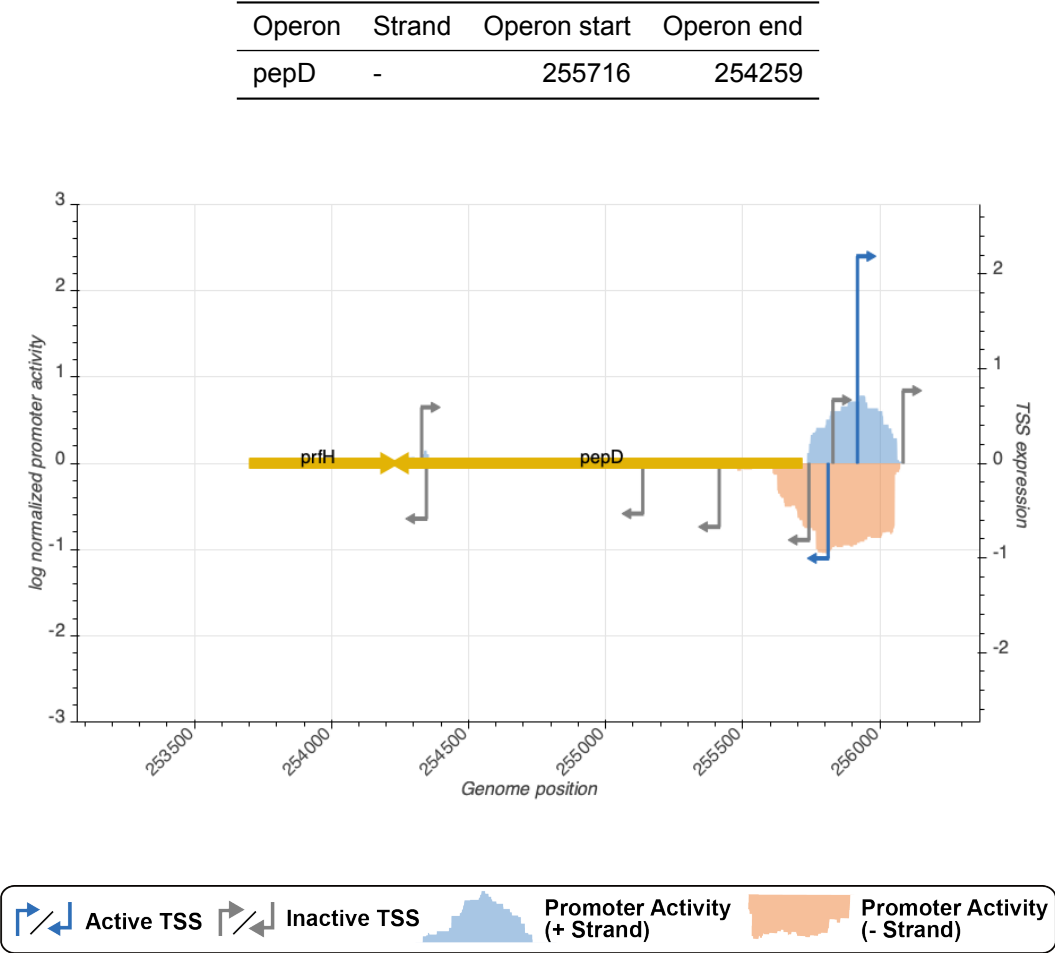 Operon Strand Operon start Operon end
pepD - 255716 254259
3
2
1
0
-1
-2
-3
log normalized promoter activity
2
1
0
-1
-2
TSS expression
prfH
pepD
253500
254000
254500
255000
255500
256000
Genome position
Active TSS
Inactive TSS
Promoter Activity
(+ Strand)
Promoter Activity
(- Strand)